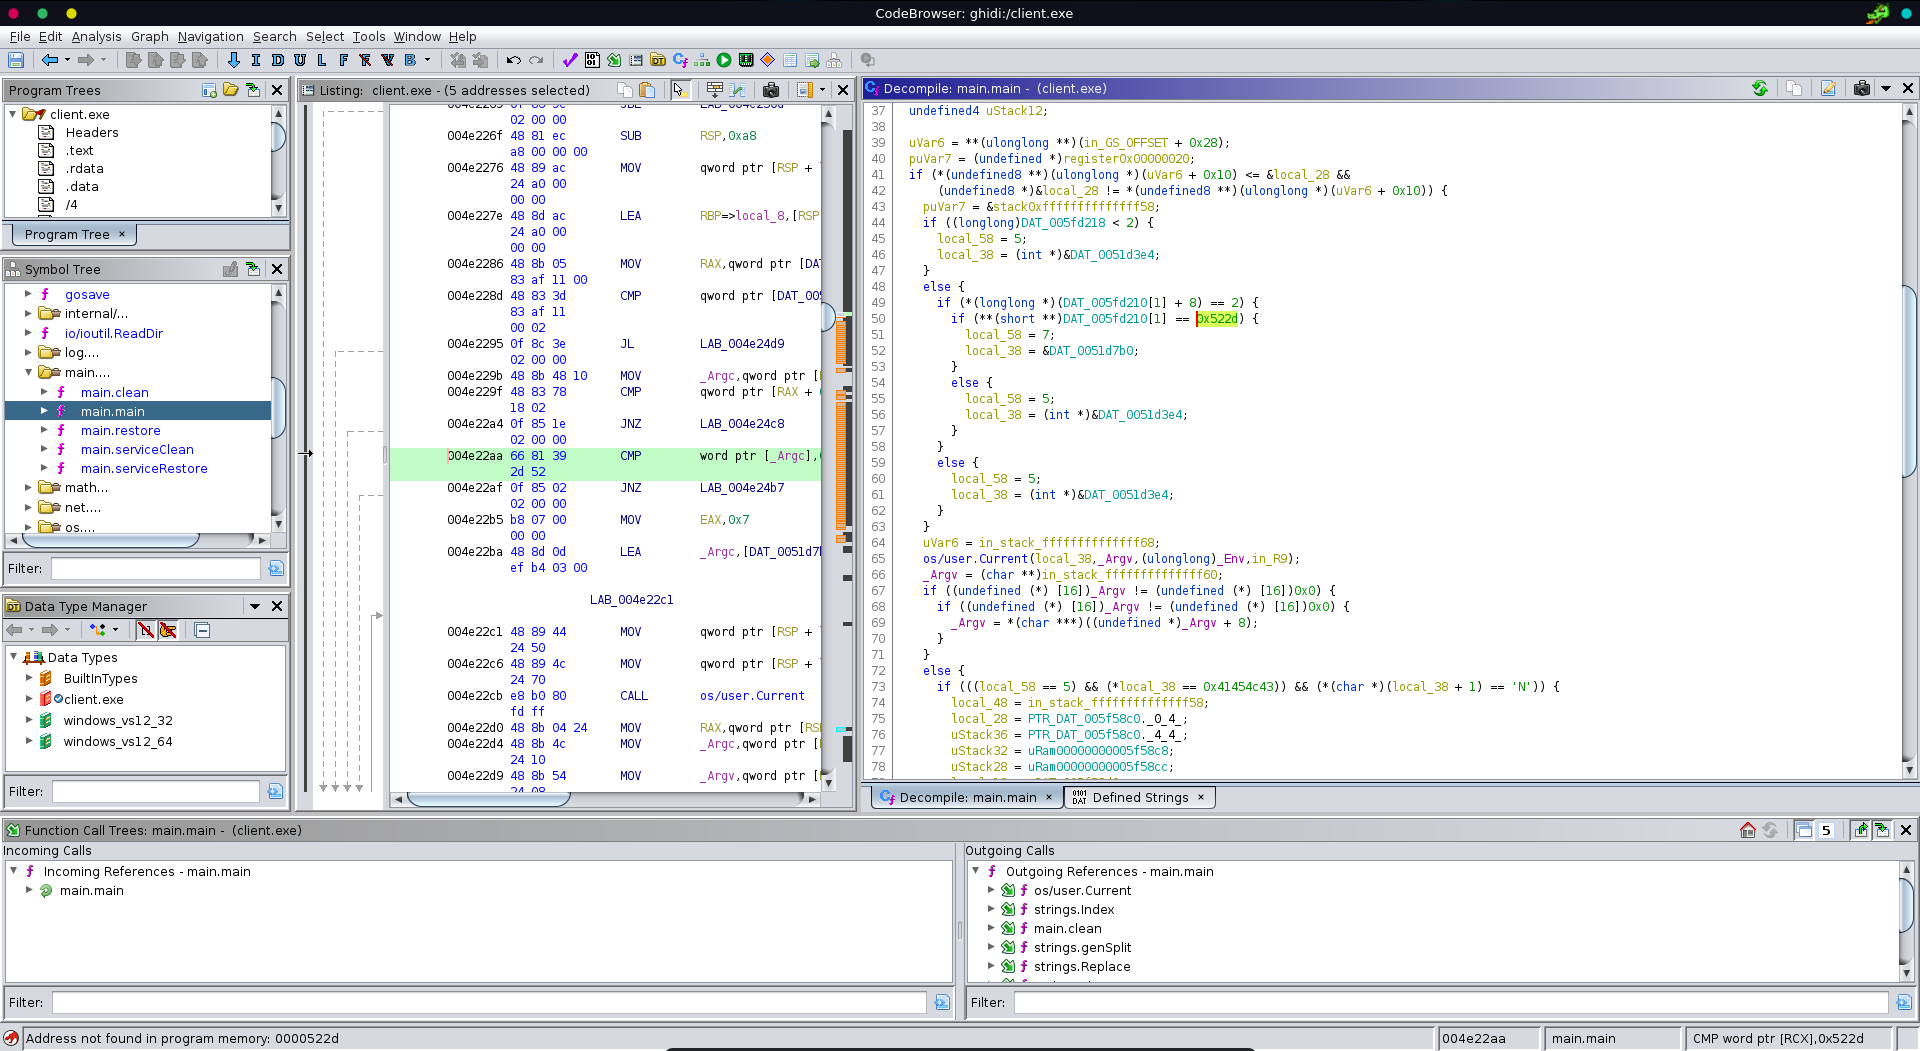 CodeBrowser: ghidi:/client.exe
File Edit Analysis Graph Navigation Search Select Tools Window Help
I D U L F R V B
Program Trees
client.exe
Headers
.text
.rdata
.data
/4
Program Tree ×
Symbol Tree
gosave
internal/...
io/ioutil.ReadDir
log....
main....
main.clean
main.main
main.restore
main.serviceClean
main.serviceRestore
math...
net....
os....
Filter:
Data Type Manager
Data Types
BuiltInTypes
client.exe
windows_vs12_32
windows_vs12_64
Filter:
Listing: client.exe - (5 addresses selected)
02 00 00
004e226f 48 81 ec SUB RSP,0xa8
a8 00 00 00
004e2276 48 89 ac MOV qword ptr [RSP +
24 a0 00
00 00
004e227e 48 8d ac LEA RBP=>local_8,[RSP
24 a0 00
00 00
004e2286 48 8b 05 MOV RAX,qword ptr [DA
83 af 11 00
004e228d 48 83 3d CMP qword ptr [DAT_00
83 af 11
00 02
004e2295 0f 8c 3e JL LAB_004e24d9
02 00 00
004e229b 48 8b 48 10 MOV _Argc,qword ptr [
004e229f 48 83 78 CMP qword ptr [RAX +
18 02
004e22a4 0f 85 1e JNZ LAB_004e24c8
02 00 00
004e22aa 66 81 39 CMP word ptr [_Argc],
2d 52
004e22af 0f 85 02 JNZ LAB_004e24b7
02 00 00
004e22b5 b8 07 00 MOV EAX,0x7
00 00
004e22ba 48 8d 0d LEA _Argc,[DAT_0051d7
ef b4 03 00
LAB_004e22c1
004e22c1 48 89 44 MOV qword ptr [RSP +
24 50
004e22c6 48 89 4c MOV qword ptr [RSP +
24 70
004e22cb e8 b0 80 CALL os/user.Current
fd ff
004e22d0 48 8b 04 24 MOV RAX,qword ptr [RS
004e22d4 48 8b 4c MOV _Argc,qword ptr [
24 10
004e22d9 48 8b 54 MOV _Argv,qword ptr [
24 08
Decompile: main.main - (client.exe)
37 undefined4 uStack12;
38
39 uVar6 = **(ulonglong **)(in_GS_OFFSET + 0x28);
40 puVar7 = (undefined *)register0x00000020;
41 if (*(undefined8 **)(ulonglong *)(uVar6 + 0x10) <= &local_28 &&
42 (undefined8 *)&local_28 != *(undefined8 **)(ulonglong *)(uVar6 + 0x10)) {
43 puVar7 = &stack0xffffffffffffff58;
44 if ((longlong)DAT_005fd218 < 2) {
45 local_58 = 5;
46 local_38 = (int *)&DAT_0051d3e4;
47 }
48 else {
49 if (*(longlong *)(DAT_005fd210[1] + 8) == 2) {
50 if (**(short **)DAT_005fd210[1] == 0x522d) {
51 local_58 = 7;
52 local_38 = &DAT_0051d7b0;
53 }
54 else {
55 local_58 = 5;
56 local_38 = (int *)&DAT_0051d3e4;
57 }
58 }
59 else {
60 local_58 = 5;
61 local_38 = (int *)&DAT_0051d3e4;
62 }
63 }
64 uVar6 = in_stack_ffffffffffffff68;
65 os/user.Current(local_38,_Argv,(ulonglong)_Env,in_R9);
66 _Argv = (char **)in_stack_ffffffffffffff60;
67 if ((undefined (*) [16])_Argv != (undefined (*) [16])0x0) {
68 if ((undefined (*) [16])_Argv != (undefined (*) [16])0x0) {
69 _Argv = *(char ***)((undefined *)_Argv + 8);
70 }
71 }
72 else {
73 if (((local_58 == 5) && (*local_38 == 0x41454c43)) && (*(char *)(local_38 + 1) == 'N')) {
74 local_48 = in_stack_ffffffffffffff58;
75 local_28 = PTR_DAT_005f58c0._0_4_;
76 uStack36 = PTR_DAT_005f58c0._4_4_;
77 uStack32 = uRam00000000005f58c8;
78 uStack28 = uRam00000000005f58cc;
Decompile: main.main ×
Defined Strings ×
Function Call Trees: main.main - (client.exe)
5
Incoming Calls
Incoming References - main.main
main.main
Filter:
Outgoing Calls
Outgoing References - main.main
os/user.Current
strings.Index
main.clean
strings.genSplit
strings.Replace
Filter:
Address not found in program memory: 0000522d
004e22aa
main.main
CMP word ptr [RCX],0x522d